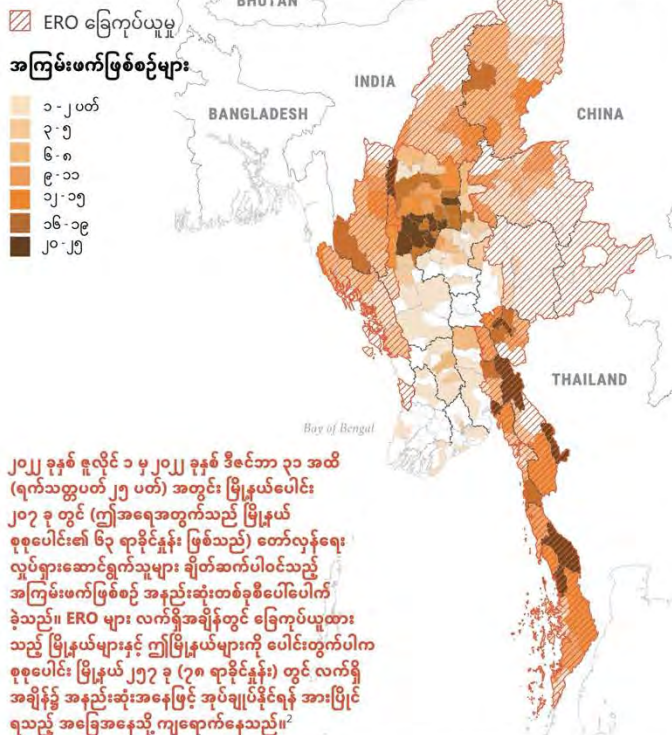 BHUTAN
ERO ခြေကုပ်ယူမှု
အကြမ်းဖက်ဖြစ်စဉ်များ
INDIA
BANGLADESH
CHINA
၁ - ၂ ပတ်
၃ - ၅
၆ - ၈
၉ - ၁၁
၁၂ - ၁၅
၁၆ - ၁၉
၂၀ - ၂၅
THAILAND
Bay of Bengal
၂၀၂၂ ခုနှစ် ဇူလိုင် ၁ မှ ၂၀၂၂ ခုနှစ် ဒီဇင်ဘာ ၃၁ အထိ
(ရက်သတ္တပတ် ၂၅ ပတ်) အတွင်း မြို့နယ်ပေါင်း
၂၀၇ ခု တွင် (ဤအရေအတွက်သည် မြို့နယ်
စုစုပေါင်း၏ ၆၃ ရာခိုင်နှုန်း ဖြစ်သည်) တော်လှန်ရေး
လှုပ်ရှားဆောင်ရွက်သူများ ချိတ်ဆက်ပါဝင်သည့်
အကြမ်းဖက်ဖြစ်စဉ် အနည်းဆုံးတစ်ခုစီပေါ်ပေါက်
ခဲ့သည်။ ERO များ လက်ရှိအချိန်တွင် ခြေကုပ်ယူထား
သည့် မြို့နယ်များနှင့် ဤမြို့နယ်များကို ပေါင်းတွက်ပါက
စုစုပေါင်း မြို့နယ် ၂၅၇ ခု (၇၈ ရာခိုင်နှုန်း) တွင် လက်ရှိ
အချိန်၌ အနည်းဆုံးအနေဖြင့် အုပ်ချုပ်နိုင်ရန် အားပြိုင်
ရသည့် အခြေအနေသို့ ကျရောက်နေသည်။²